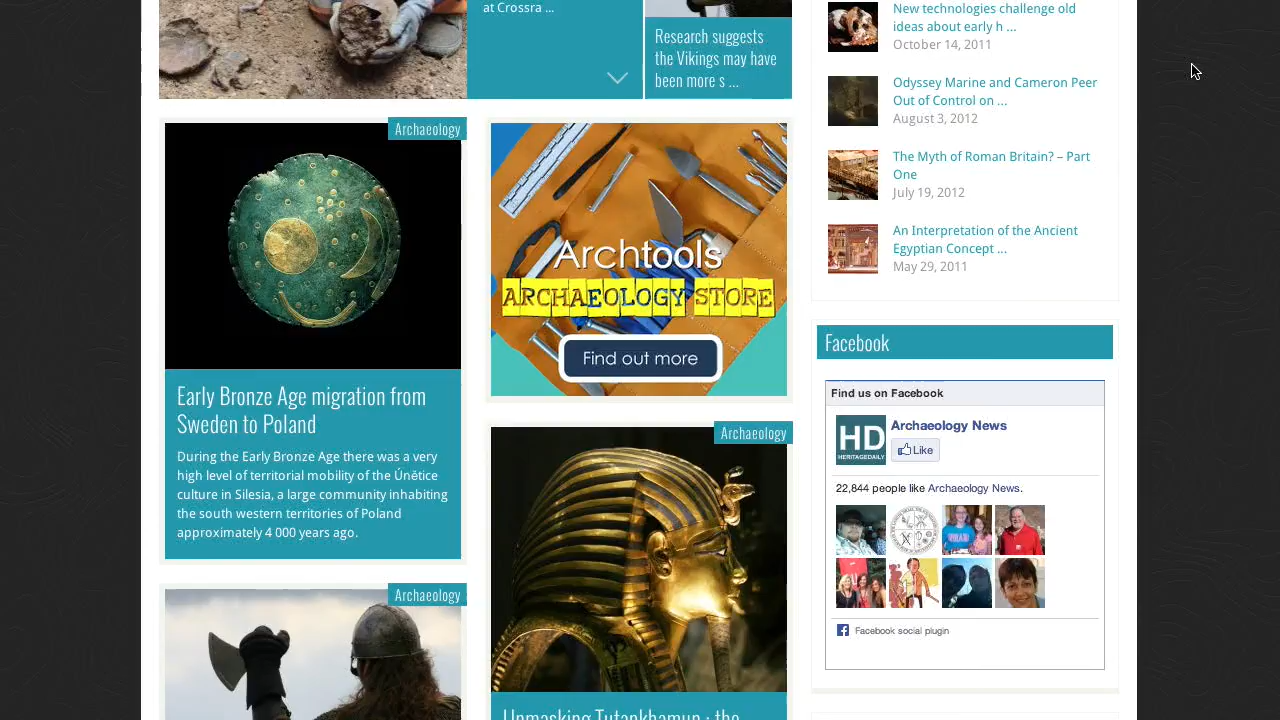 at Crossra ...
Research suggests
the Vikings may have
been more s ...
Archaeology
Early Bronze Age migration from
Sweden to Poland
During the Early Bronze Age there was a very
high level of territorial mobility of the Únětice
culture in Silesia, a large community inhabiting
the south western territories of Poland
approximately 4 000 years ago.
Archaeology
Archtools
ARCHAEOLOGY STORE
Find out more
Archaeology
Unmasking Tutankhamun : the
New technologies challenge old
ideas about early h ...
October 14, 2011
Odyssey Marine and Cameron Peer
Out of Control on ...
August 3, 2012
The Myth of Roman Britain? – Part
One
July 19, 2012
An Interpretation of the Ancient
Egyptian Concept ...
May 29, 2011
Facebook
Find us on Facebook
HD
HERITAGEDAILY
Archaeology News
Like
22,844 people like Archaeology News.
Facebook social plugin